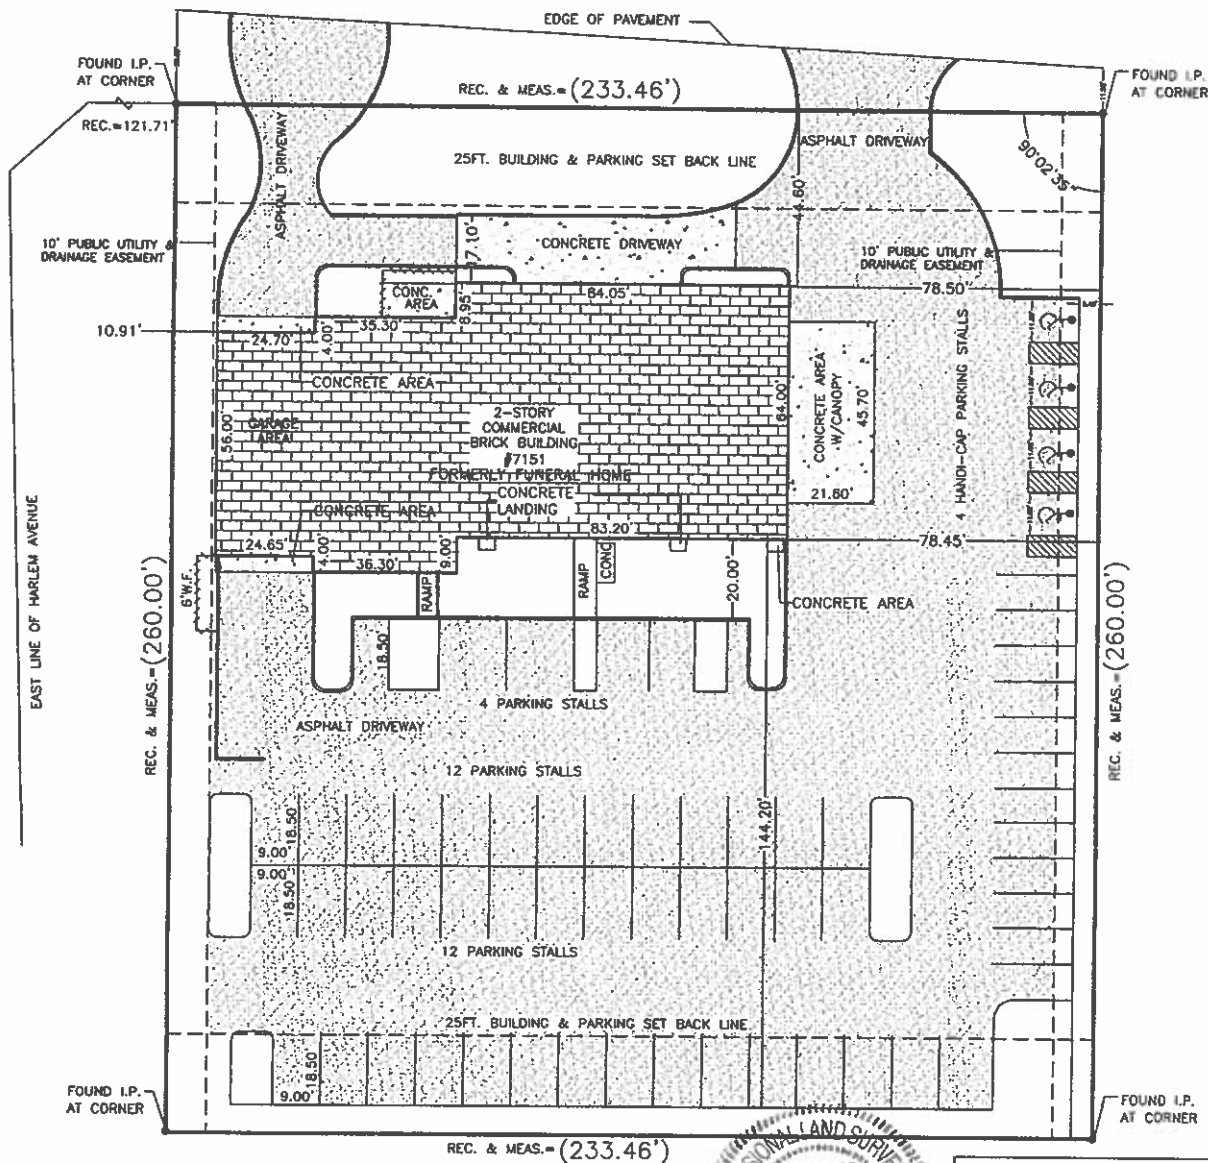 EDGE OF PAVEMENT
FOUND I.P.
AT CORNER
REC. & MEAS.=(233.46')
FOUND I.P.
AT CORNER
REC.=121.71'
ASPHALT DRIVEWAY
25FT. BUILDING & PARKING SET BACK LINE
ASPHALT DRIVEWAY
90°02'35"
44.60'
10' PUBLIC UTILITY &
DRAINAGE EASEMENT
17.10'
CONCRETE DRIVEWAY
10' PUBLIC UTILITY &
DRAINAGE EASEMENT
CONC.
AREA
8.95'
84.05'
78.50'
10.91'
24.70'
4.00'
35.30'
CONCRETE AREA
56.00'
GARAGE
AREA
2-STORY
COMMERCIAL
BRICK BUILDING
#7151
FORMERLY FUNERAL HOME
64.00'
CONCRETE AREA
W/CANOPY
45.70'
21.80'
4 HANDI-CAP PARKING STALLS
CONCRETE
LANDING
CONCRETE AREA
83.20'
78.45'
24.65'
4.00'
36.30'
9.00'
6'W.F.
RAMP
RAMP
CONC
20.00'
CONCRETE AREA
EAST LINE OF HARLEM AVENUE
REC. & MEAS.=(260.00')
REC. & MEAS.=(260.00')
18.50'
4 PARKING STALLS
ASPHALT DRIVEWAY
12 PARKING STALLS
18.50'
9.00'
9.00'
18.50'
144.20'
12 PARKING STALLS
25FT. BUILDING & PARKING SET BACK LINE
18.50
9.00'
FOUND I.P.
AT CORNER
FOUND I.P.
AT CORNER
REC. & MEAS.=(233.46')
SIONAL LAND SURVE